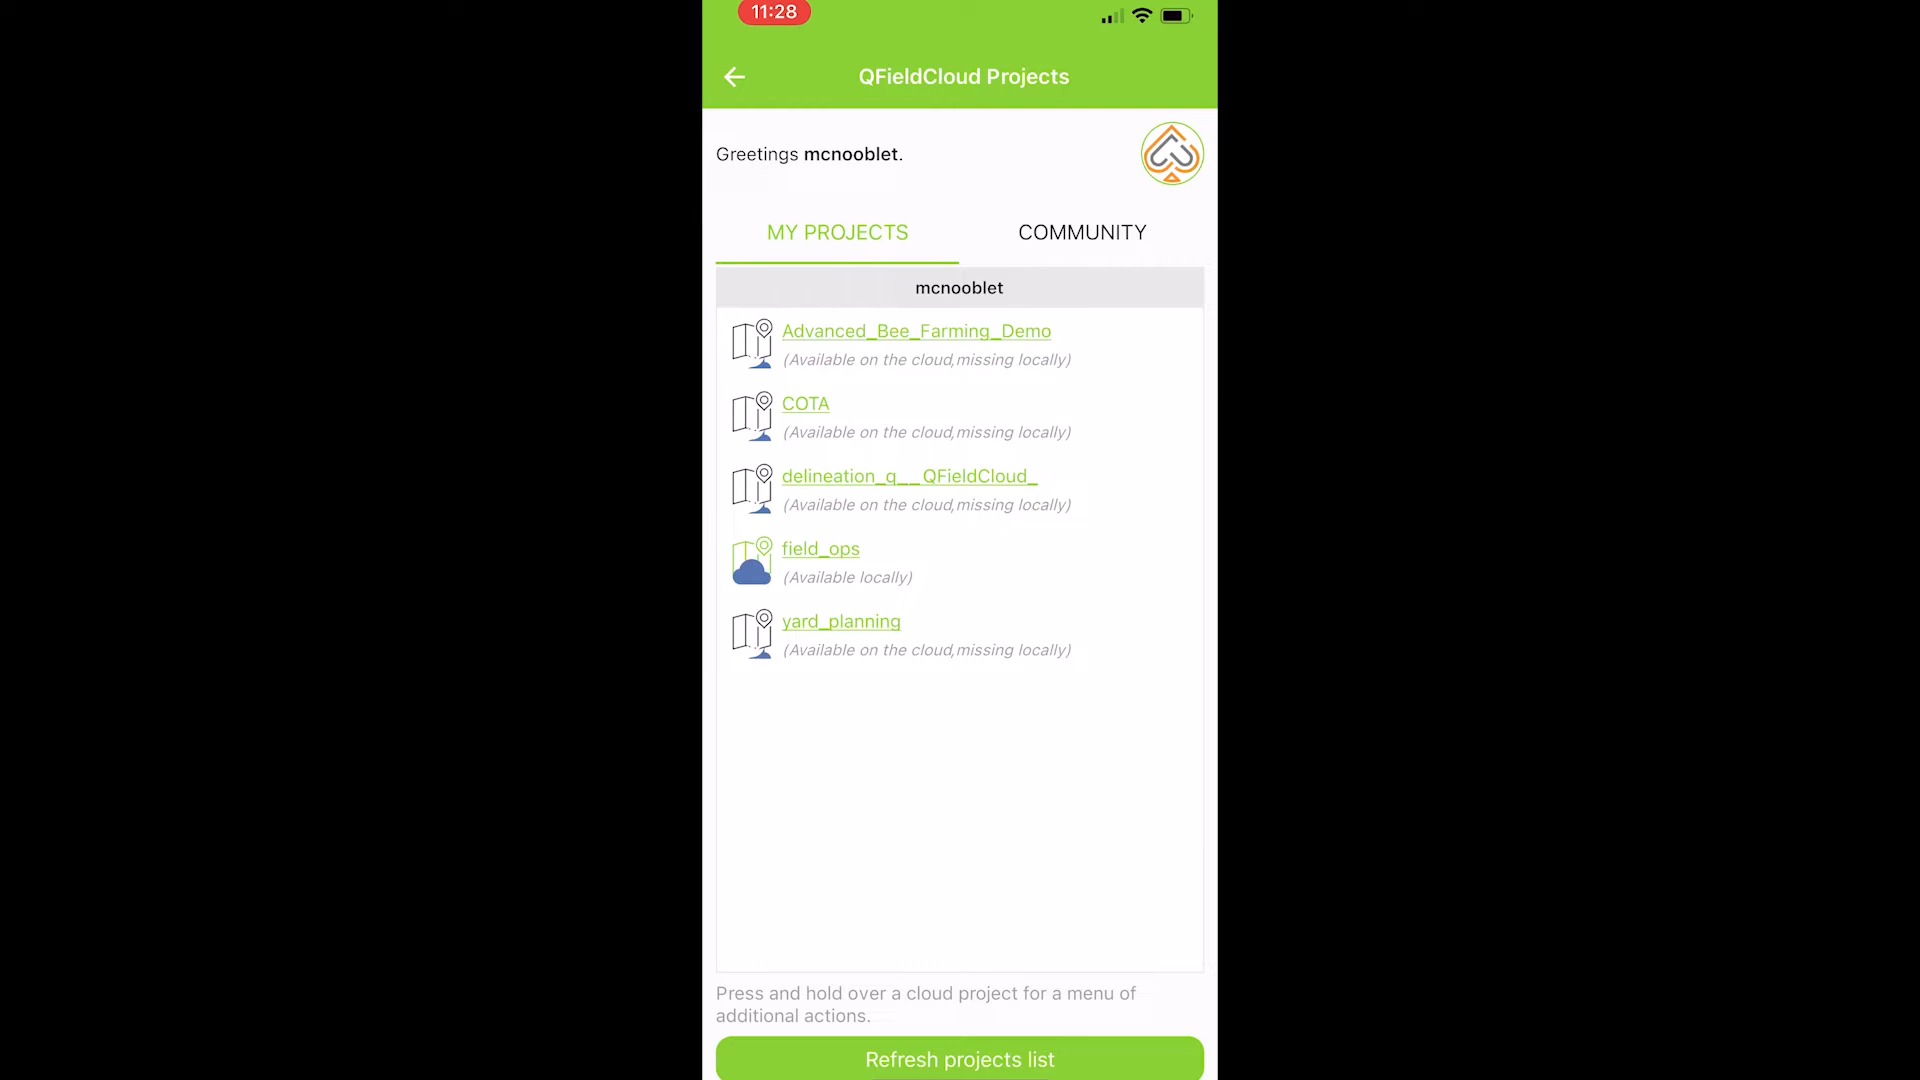 11:28
QFieldCloud Projects
Greetings mcnooblet.
MY PROJECTS
COMMUNITY
mcnooblet
Advanced_Bee_Farming_Demo
(Available on the cloud,missing locally)
COTA
(Available on the cloud,missing locally)
delineation_q__QFieldCloud_
(Available on the cloud,missing locally)
field_ops
(Available locally)
yard_planning
(Available on the cloud,missing locally)
Press and hold over a cloud project for a menu of
additional actions.
Refresh projects list